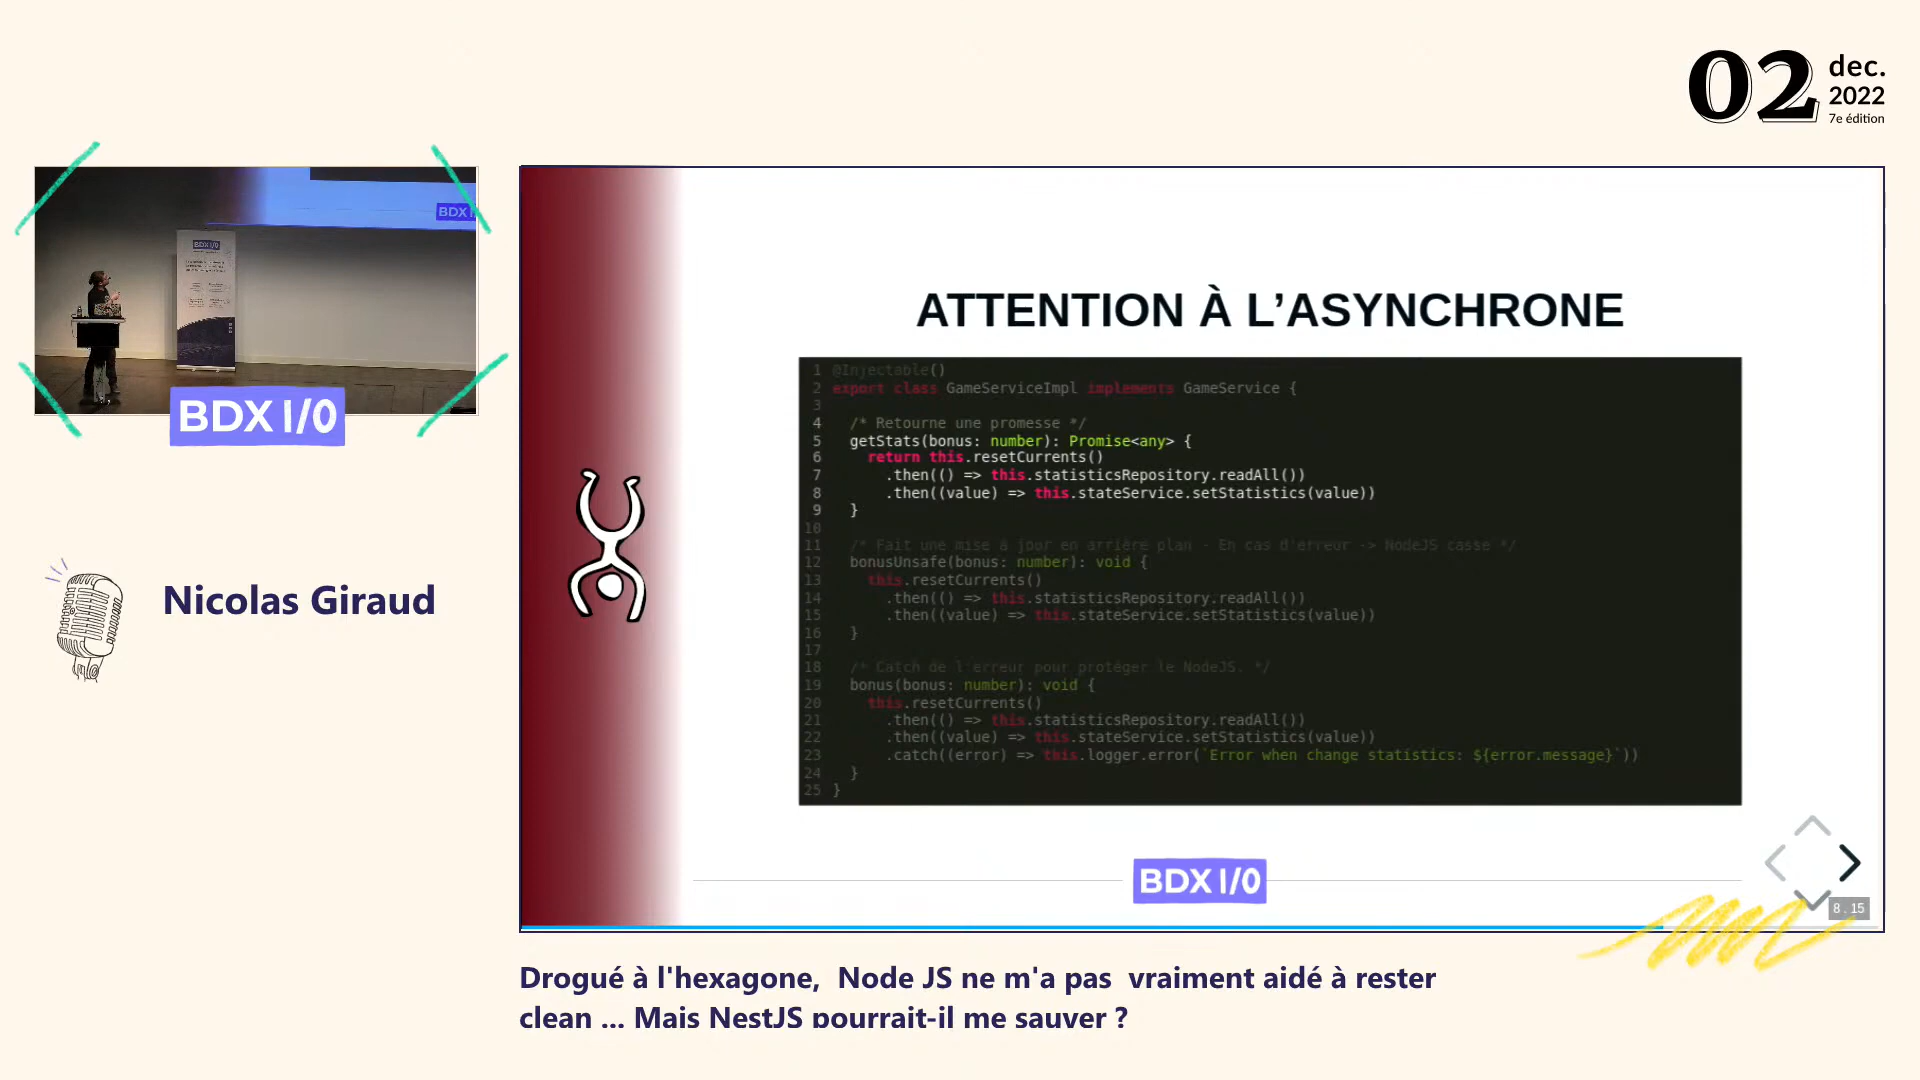 02 dec.
2022
7e édition
BDX I/O
BDX I/O
Nicolas Giraud
ATTENTION À L’ASYNCHRONE
1 @Injectable()
2 export class GameServiceImpl implements GameService {
3
4 /* Retourne une promesse */
5 getStats(bonus: number): Promise<any> {
6 return this.resetCurrents()
7 .then(() => this.statisticsRepository.readAll())
8 .then((value) => this.stateService.setStatistics(value))
9 }
10
11 /* Fait une mise à jour en arrière plan - En cas d'erreur -> NodeJS casse */
12 bonusUnsafe(bonus: number): void {
13 this.resetCurrents()
14 .then(() => this.statisticsRepository.readAll())
15 .then((value) => this.stateService.setStatistics(value))
16 }
17
18 /* Catch de l'erreur pour protéger le NodeJS. */
19 bonus(bonus: number): void {
20 this.resetCurrents()
21 .then(() => this.statisticsRepository.readAll())
22 .then((value) => this.stateService.setStatistics(value))
23 .catch((error) => this.logger.error(`Error when change statistics: ${error.message}`))
24 }
25 }
BDX I/O
8.15
Drogué à l'hexagone, Node JS ne m'a pas vraiment aidé à rester
clean ... Mais NestJS pourrait-il me sauver ?